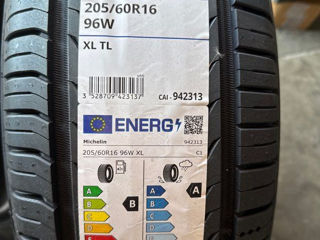 205/60R16
96W
XL TL
3 528709 423137
CAI - 942313
ENERG
Michelin
942313
205/60R16 96W XL
C1
A
A
A
B
B
B
C
C